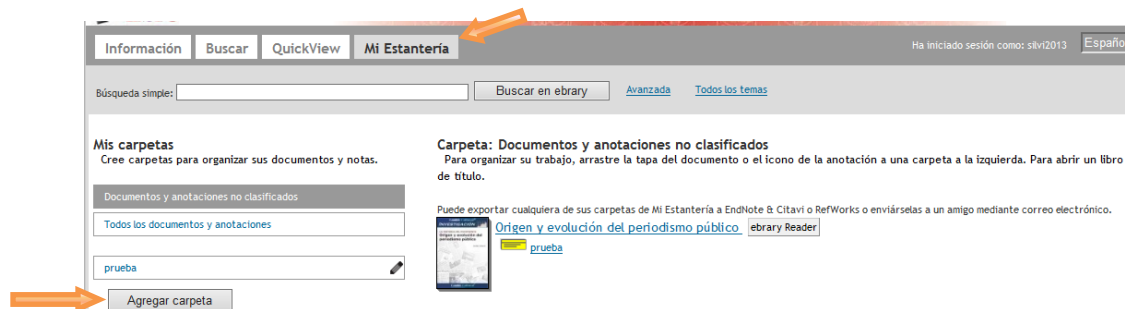 Información Buscar QuickView Mi Estantería
Ha iniciado sesión como: silvi2013 Españo
Búsqueda simple: Buscar en ebrary Avanzada Todos los temas
Mis carpetas
Cree carpetas para organizar sus documentos y notas.
Documentos y anotaciones no clasificados
Todos los documentos y anotaciones
prueba
Agregar carpeta
Carpeta: Documentos y anotaciones no clasificados
Para organizar su trabajo, arrastre la tapa del documento o el icono de la anotación a una carpeta a la izquierda. Para abrir un libro
de título.
Puede exportar cualquiera de sus carpetas de Mi Estantería a EndNote & Citavi o RefWorks o enviárselas a un amigo mediante correo electrónico.
Origen y evolución del periodismo público ebrary Reader
prueba